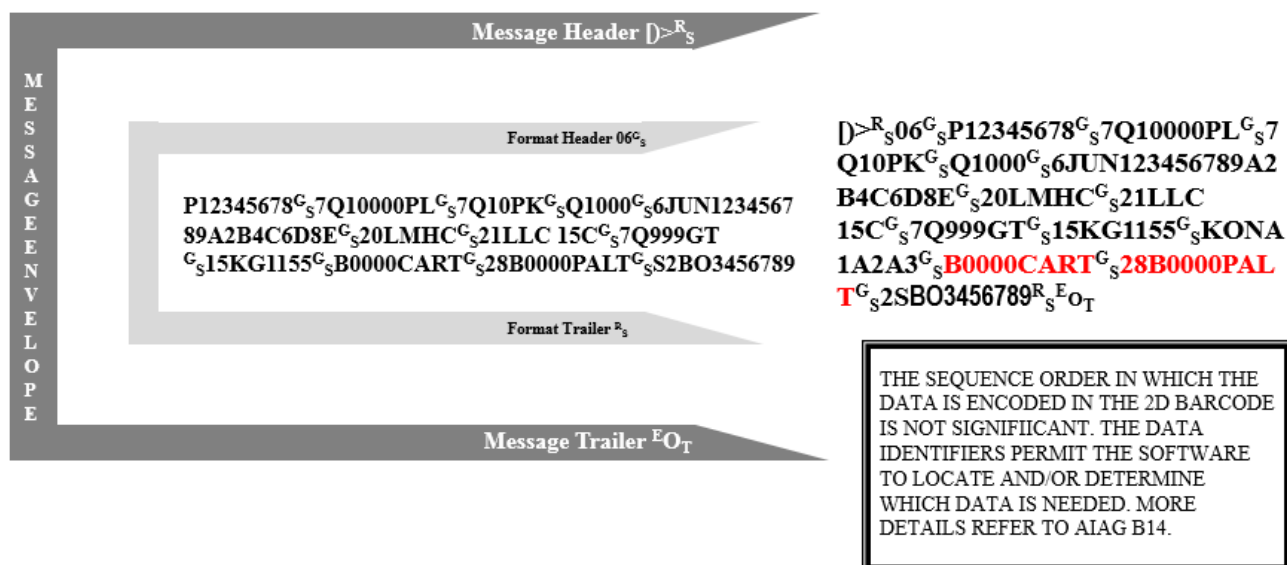 Message Header [)>ᴿS
MESSAGE ENVELOPE
Format Header 06ᴳS
P12345678ᴳS7Q10000PLᴳS7Q10PKᴳSQ1000ᴳS6JUN1234567
89A2B4C6D8EᴳS20LMHCᴳS21LLC 15CᴳS7Q999GT
ᴳS15KG1155ᴳSB0000CARTᴳS28B0000PALTᴳSS2BO3456789
Format Trailer ᴿS
Message Trailer ᴱOT
[)>ᴿS06ᴳSP12345678ᴳS7Q10000PLᴳS7
Q10PKᴳSQ1000ᴳS6JUN123456789A2
B4C6D8EᴳS20LMHCᴳS21LLC
15CᴳS7Q999GTᴳS15KG1155ᴳSKONA
1A2A3ᴳSB0000CARTᴳS28B0000PAL
TᴳS2SBO3456789ᴿSᴱOT
THE SEQUENCE ORDER IN WHICH THE
DATA IS ENCODED IN THE 2D BARCODE
IS NOT SIGNIFIICANT. THE DATA
IDENTIFIERS PERMIT THE SOFTWARE
TO LOCATE AND/OR DETERMINE
WHICH DATA IS NEEDED. MORE
DETAILS REFER TO AIAG B14.